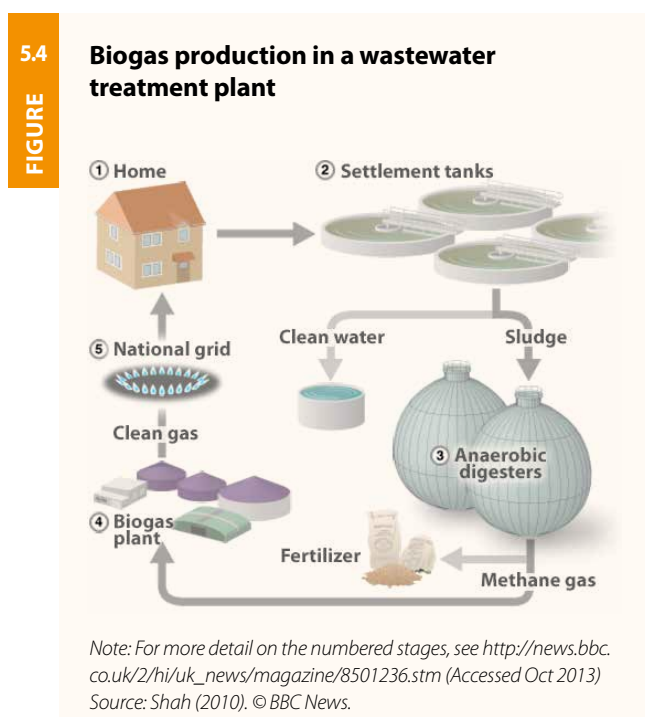 5.4
FIGURE
Biogas production in a wastewater
treatment plant
1 Home
2 Settlement tanks
Clean water
Sludge
5 National grid
Clean gas
3 Anaerobic
digesters
4 Biogas
plant
Fertilizer
Methane gas
Note: For more detail on the numbered stages, see http://news.bbc.
co.uk/2/hi/uk_news/magazine/8501236.stm (Accessed Oct 2013)
Source: Shah (2010). © BBC News.